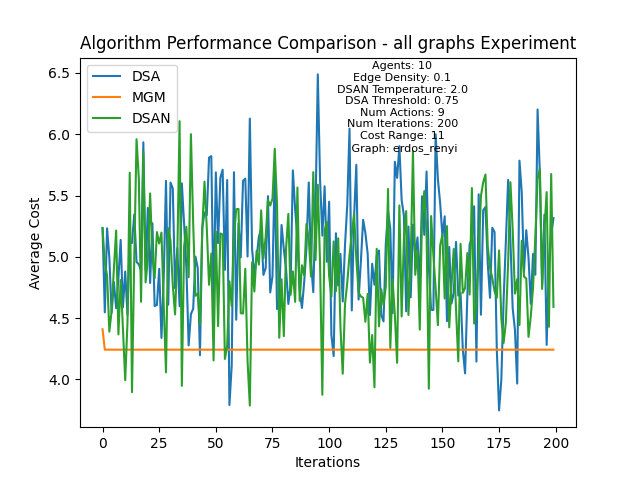 Algorithm Performance Comparison - all graphs Experiment
DSA
MGM
DSAN
Agents: 10
Edge Density: 0.1
DSAN Temperature: 2.0
DSA Threshold: 0.75
Num Actions: 9
Num Iterations: 200
Cost Range: 11
Graph: erdos_renyi
Average Cost
6.5
6.0
5.5
5.0
4.5
4.0
0 25 50 75 100 125 150 175 200
Iterations